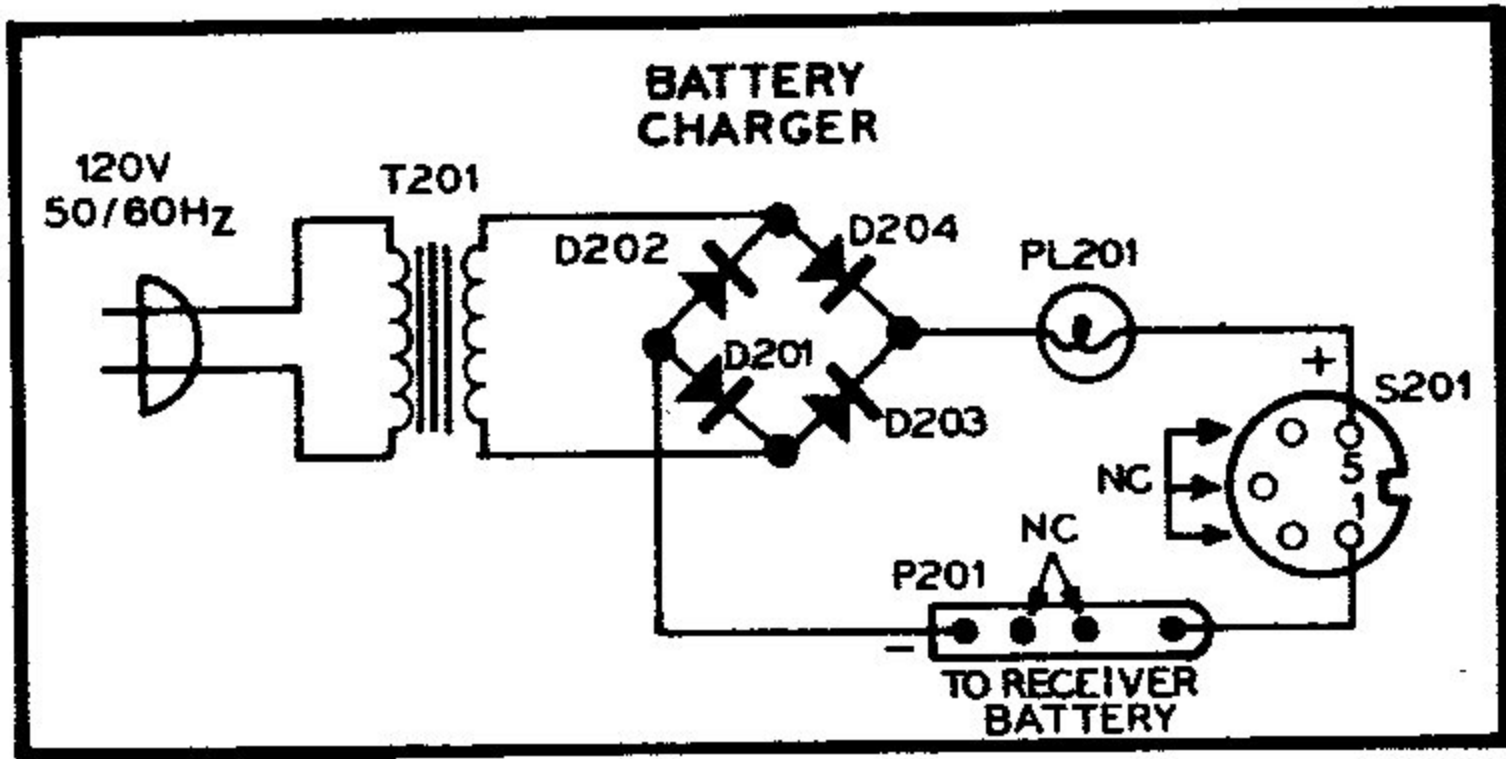 BATTERY
CHARGER
120V
50/60Hz
T201
D202
D204
PL201
D201
D203
+
S201
NC
5
1
NC
P201
-
TO RECEIVER
BATTERY